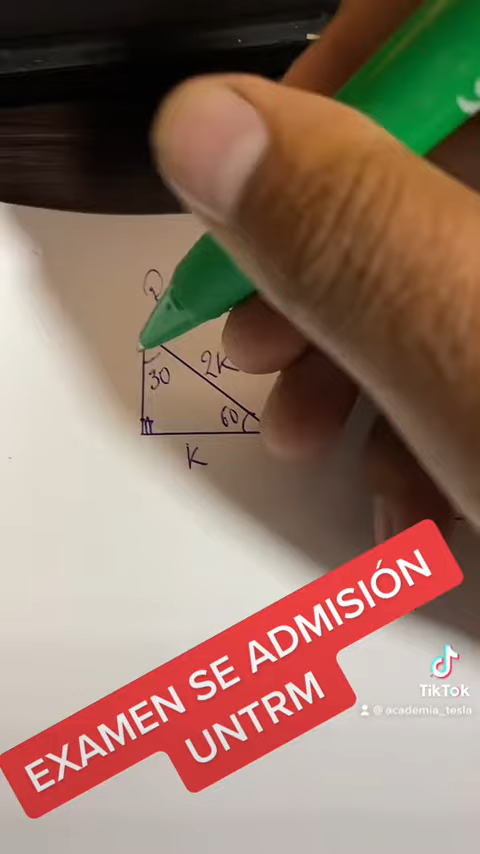 30
2K
60
K
EXAMEN SE ADMISIÓN
UNTRM
TikTok
@academia_tesla